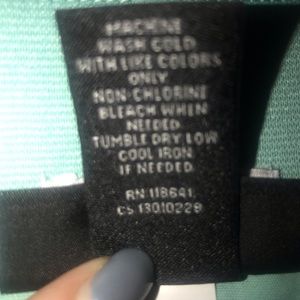 MACHINE
WASH COLD
WITH LIKE COLORS
ONLY
NON-CHLORINE
BLEACH WHEN
NEEDED
TUMBLE DRY LOW
COOL IRON
IF NEEDED
RN 118641
CS 13010229